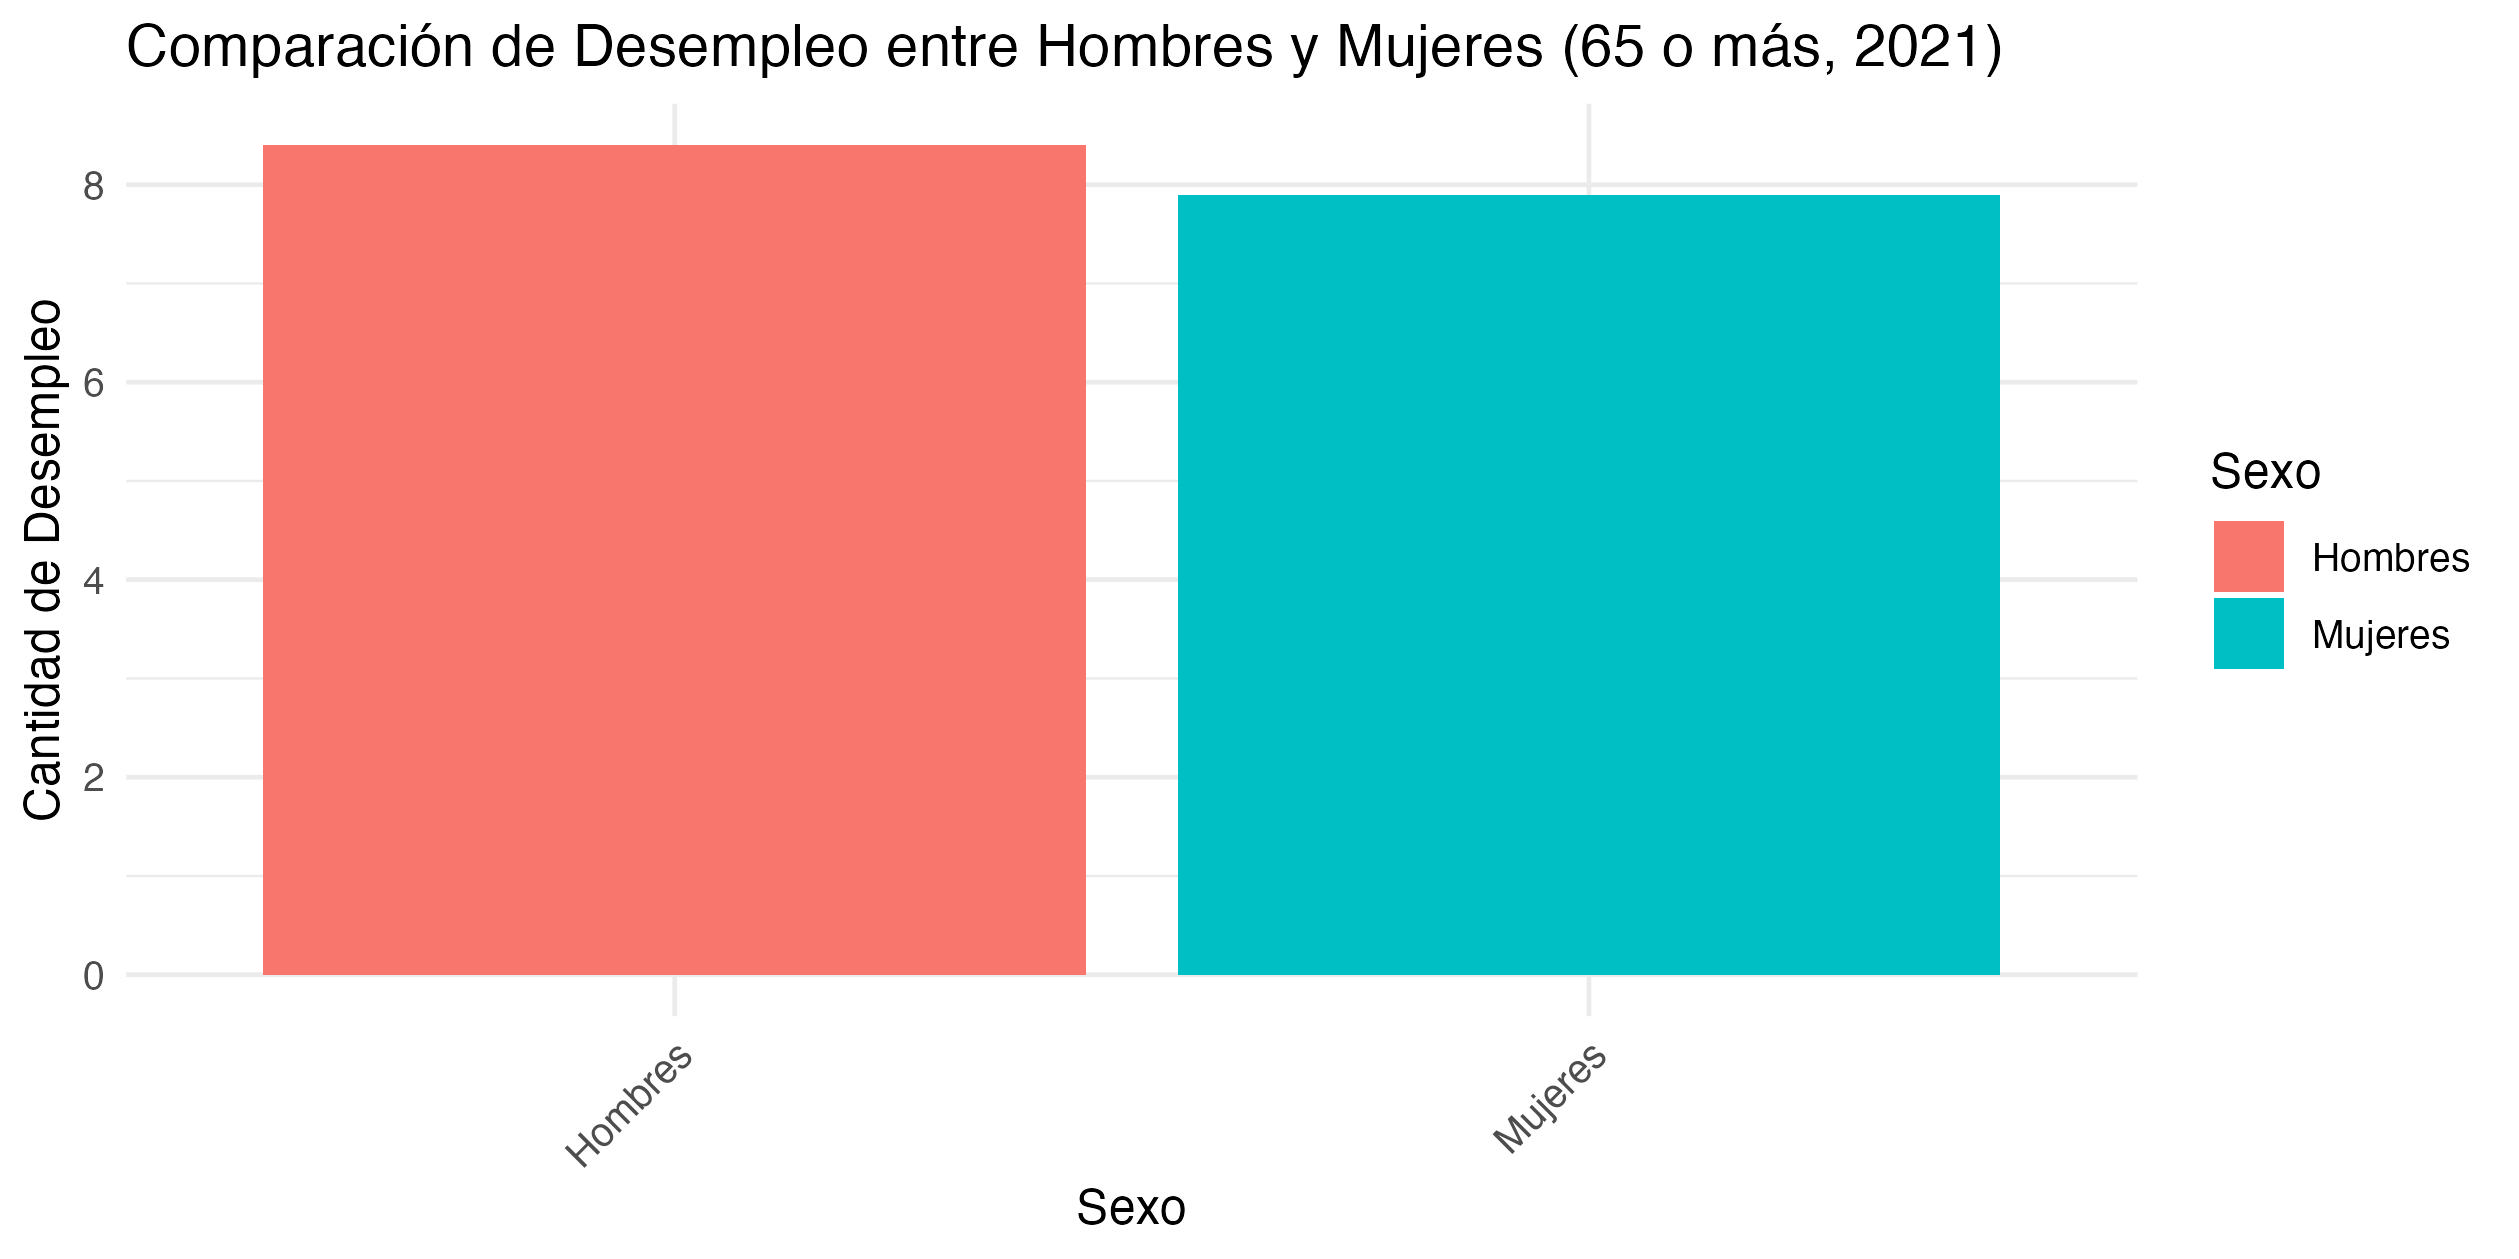 Comparación de Desempleo entre Hombres y Mujeres (65 o más, 2021)
Cantidad de Desempleo
8
6
4
2
0
Hombres
Mujeres
Sexo
Sexo
Hombres
Mujeres